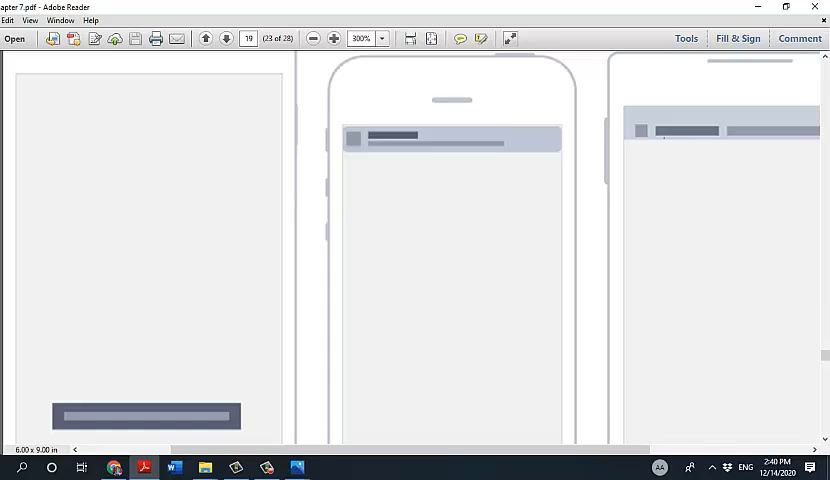 apter 7.pdf - Adobe Reader
Edit View Window Help
Open 19 (23 of 28) 300% Tools Fill & Sign Comment
6.00 x 9.00 in
AA ENG 2:40 PM
12/14/2020